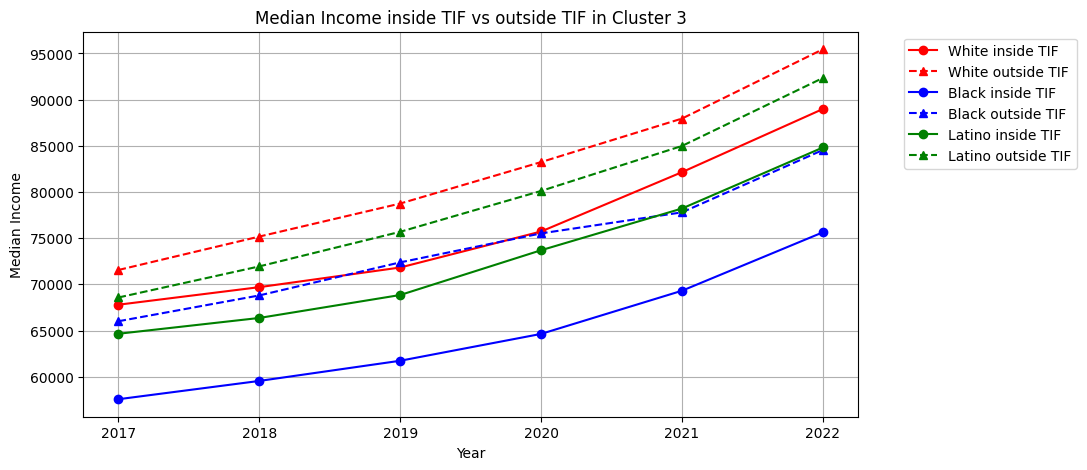 Median Income inside TIF vs outside TIF in Cluster 3
Median Income
95000
90000
85000
80000
75000
70000
65000
60000
2017 2018 2019 2020 2021 2022
Year
White inside TIF
White outside TIF
Black inside TIF
Black outside TIF
Latino inside TIF
Latino outside TIF